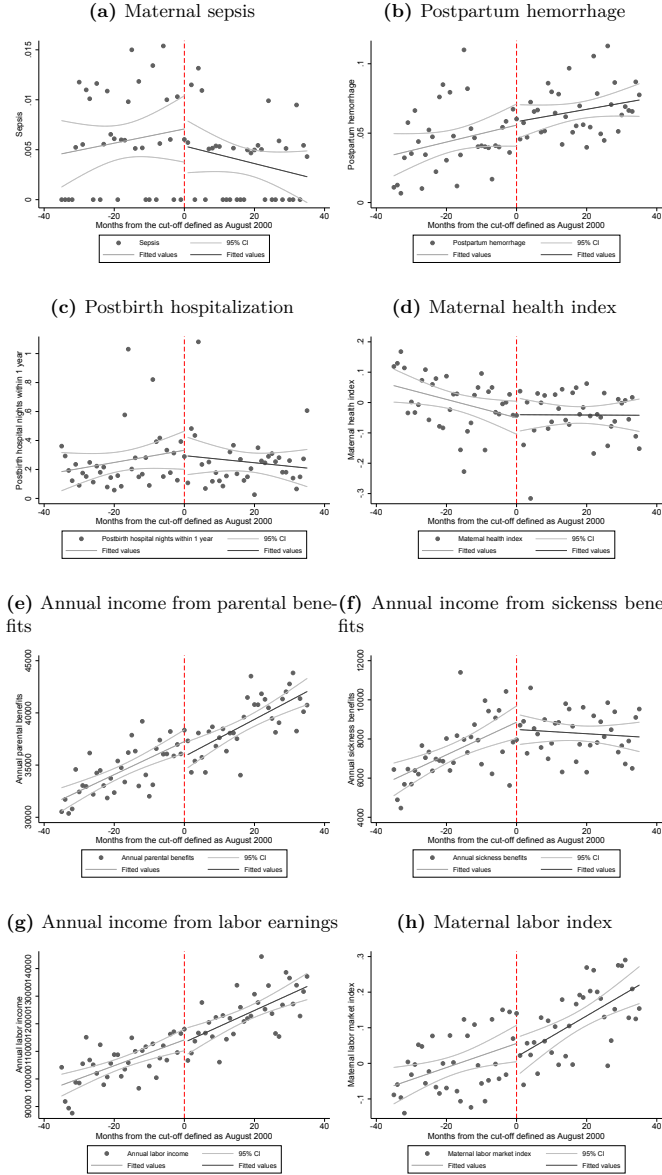 (a) Maternal sepsis
(b) Postpartum hemorrhage
Sepsis
.015
.01
.005
0
-40 -20 0 20 40
Months from the cut-off defined as August 2000
Sepsis 95% CI
Fitted values Fitted values
Postpartum hemorrhage
.1
.05
0
-40 -20 0 20 40
Months from the cut-off defined as August 2000
Postpartum hemorrhage 95% CI
Fitted values Fitted values
(c) Postbirth hospitalization
(d) Maternal health index
Postbirth hospital nights within 1 year
1
.8
.6
.4
.2
0
-40 -20 0 20 40
Months from the cut-off defined as August 2000
Postbirth hospital nights within 1 year 95% CI
Fitted values Fitted values
Maternal health index
.2
.1
0
-.1
-.2
-.3
-40 -20 0 20 40
Months from the cut-off defined as August 2000
Maternal health index 95% CI
Fitted values Fitted values
(e) Annual income from parental bene-
fits
(f) Annual income from sickenss bene-
fits
Annual parental benefits
45000
40000
35000
30000
-40 -20 0 20 40
Months from the cut-off defined as August 2000
Annual parental benefits 95% CI
Fitted values Fitted values
Annual sickness benefits
12000
10000
8000
6000
4000
-40 -20 0 20 40
Months from the cut-off defined as August 2000
Annual sickness benefits 95% CI
Fitted values Fitted values
(g) Annual income from labor earnings
(h) Maternal labor index
Annual labor income
140000
130000
120000
110000
100000
90000
-40 -20 0 20 40
Months from the cut-off defined as August 2000
Annual labor income 95% CI
Fitted values Fitted values
Maternal labor market index
.3
.2
.1
0
-.1
-40 -20 0 20 40
Months from the cut-off defined as August 2000
Maternal labor market index 95% CI
Fitted values Fitted values